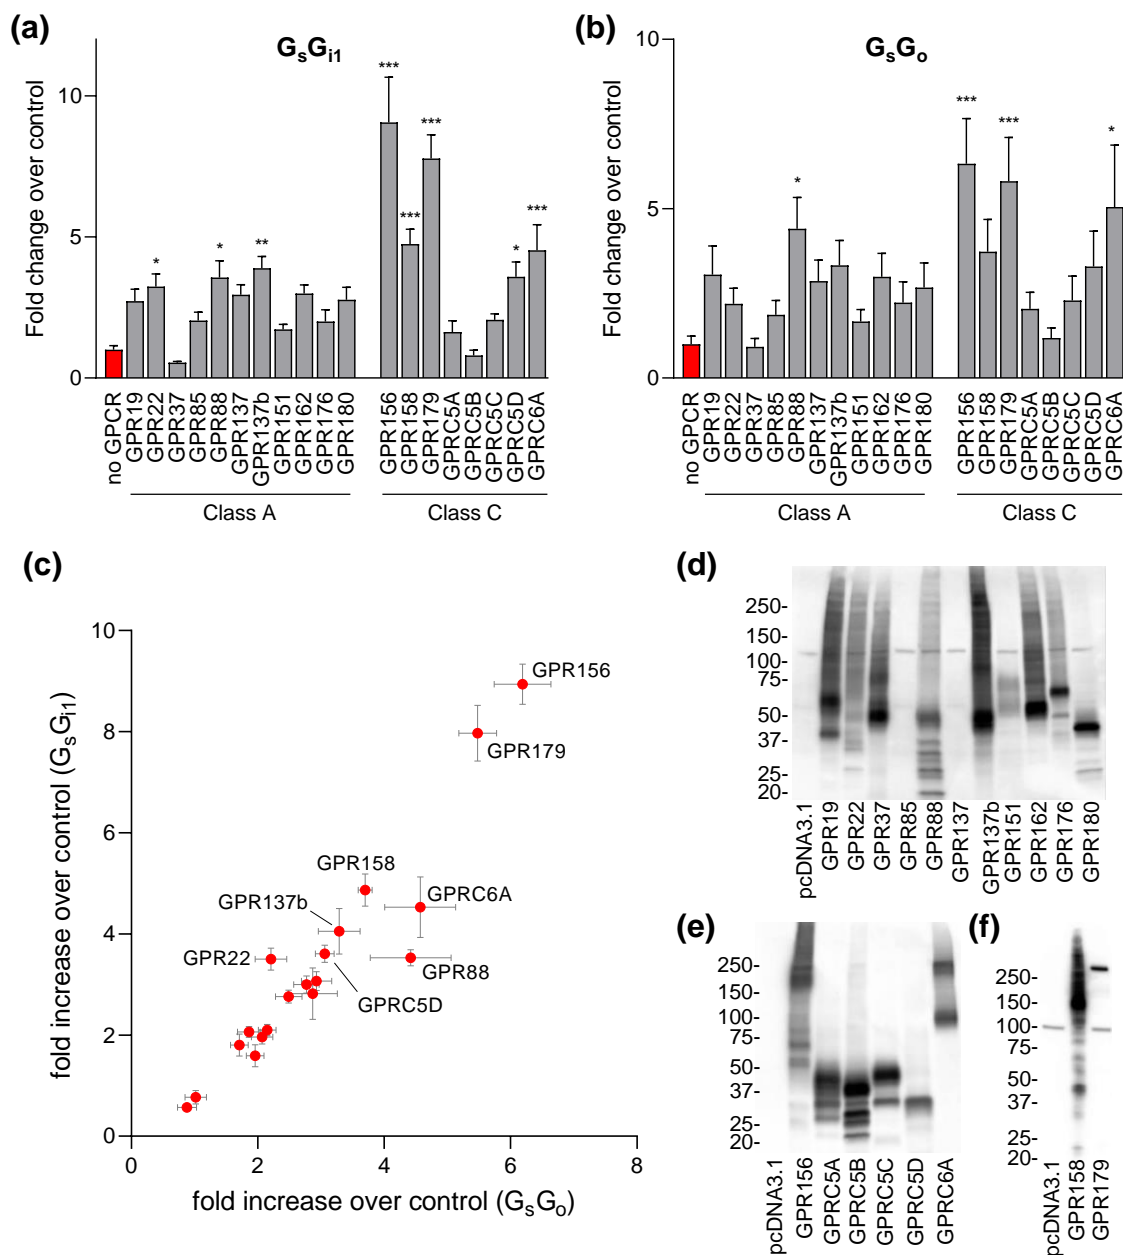 (a)
GsGi1
Fold change over control
10
5
0
*
*
**
***
***
***
*
***
no GPCR
GPR19
GPR22
GPR37
GPR85
GPR88
GPR137
GPR137b
GPR151
GPR162
GPR176
GPR180
GPR156
GPR158
GPR179
GPRC5A
GPRC5B
GPRC5C
GPRC5D
GPRC6A
Class A
Class C
(b)
GsGo
Fold change over control
10
5
0
*
***
***
*
no GPCR
GPR19
GPR22
GPR37
GPR85
GPR88
GPR137
GPR137b
GPR151
GPR162
GPR176
GPR180
GPR156
GPR158
GPR179
GPRC5A
GPRC5B
GPRC5C
GPRC5D
GPRC6A
Class A
Class C
(c)
fold increase over control (GsGi1)
10
8
6
4
2
0
GPR156
GPR179
GPR158
GPRC6A
GPR137b
GPR22
GPR88
GPRC5D
0
2
4
6
8
fold increase over control (GsGo)
(d)
250-
150-
100-
75-
50-
37-
25-
20-
pcDNA3.1
GPR19
GPR22
GPR37
GPR85
GPR88
GPR137
GPR137b
GPR151
GPR162
GPR176
GPR180
(e)
250-
150-
100-
75-
50-
37-
25-
20-
pcDNA3.1
GPR156
GPRC5A
GPRC5B
GPRC5C
GPRC5D
GPRC6A
(f)
250-
150-
100-
75-
50-
37-
25-
20-
pcDNA3.1
GPR158
GPR179